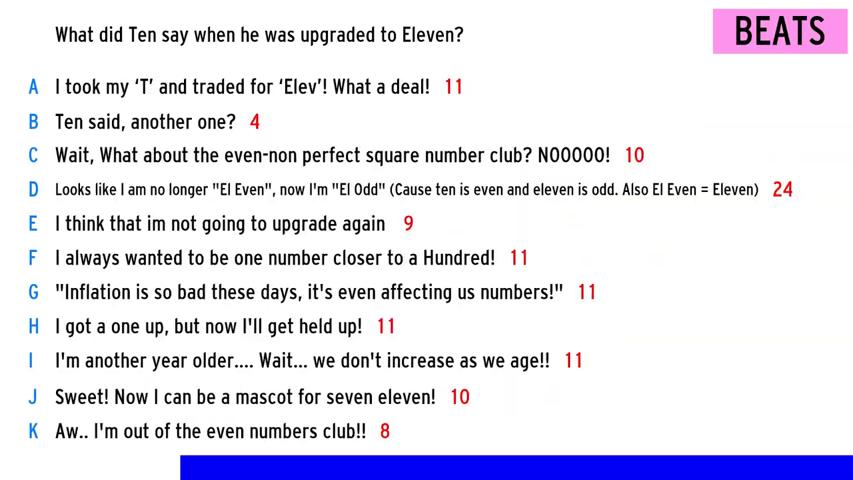 What did Ten say when he was upgraded to Eleven?
BEATS
A I took my ‘T’ and traded for ‘Elev’! What a deal! 11
B Ten said, another one? 4
C Wait, What about the even-non perfect square number club? NOOOOO! 10
D Looks like I am no longer "El Even", now I'm "El Odd" (Cause ten is even and eleven is odd. Also El Even = Eleven) 24
E I think that im not going to upgrade again 9
F I always wanted to be one number closer to a Hundred! 11
G "Inflation is so bad these days, it's even affecting us numbers!" 11
H I got a one up, but now I'll get held up! 11
I I'm another year older.... Wait... we don't increase as we age!! 11
J Sweet! Now I can be a mascot for seven eleven! 10
K Aw.. I'm out of the even numbers club!! 8